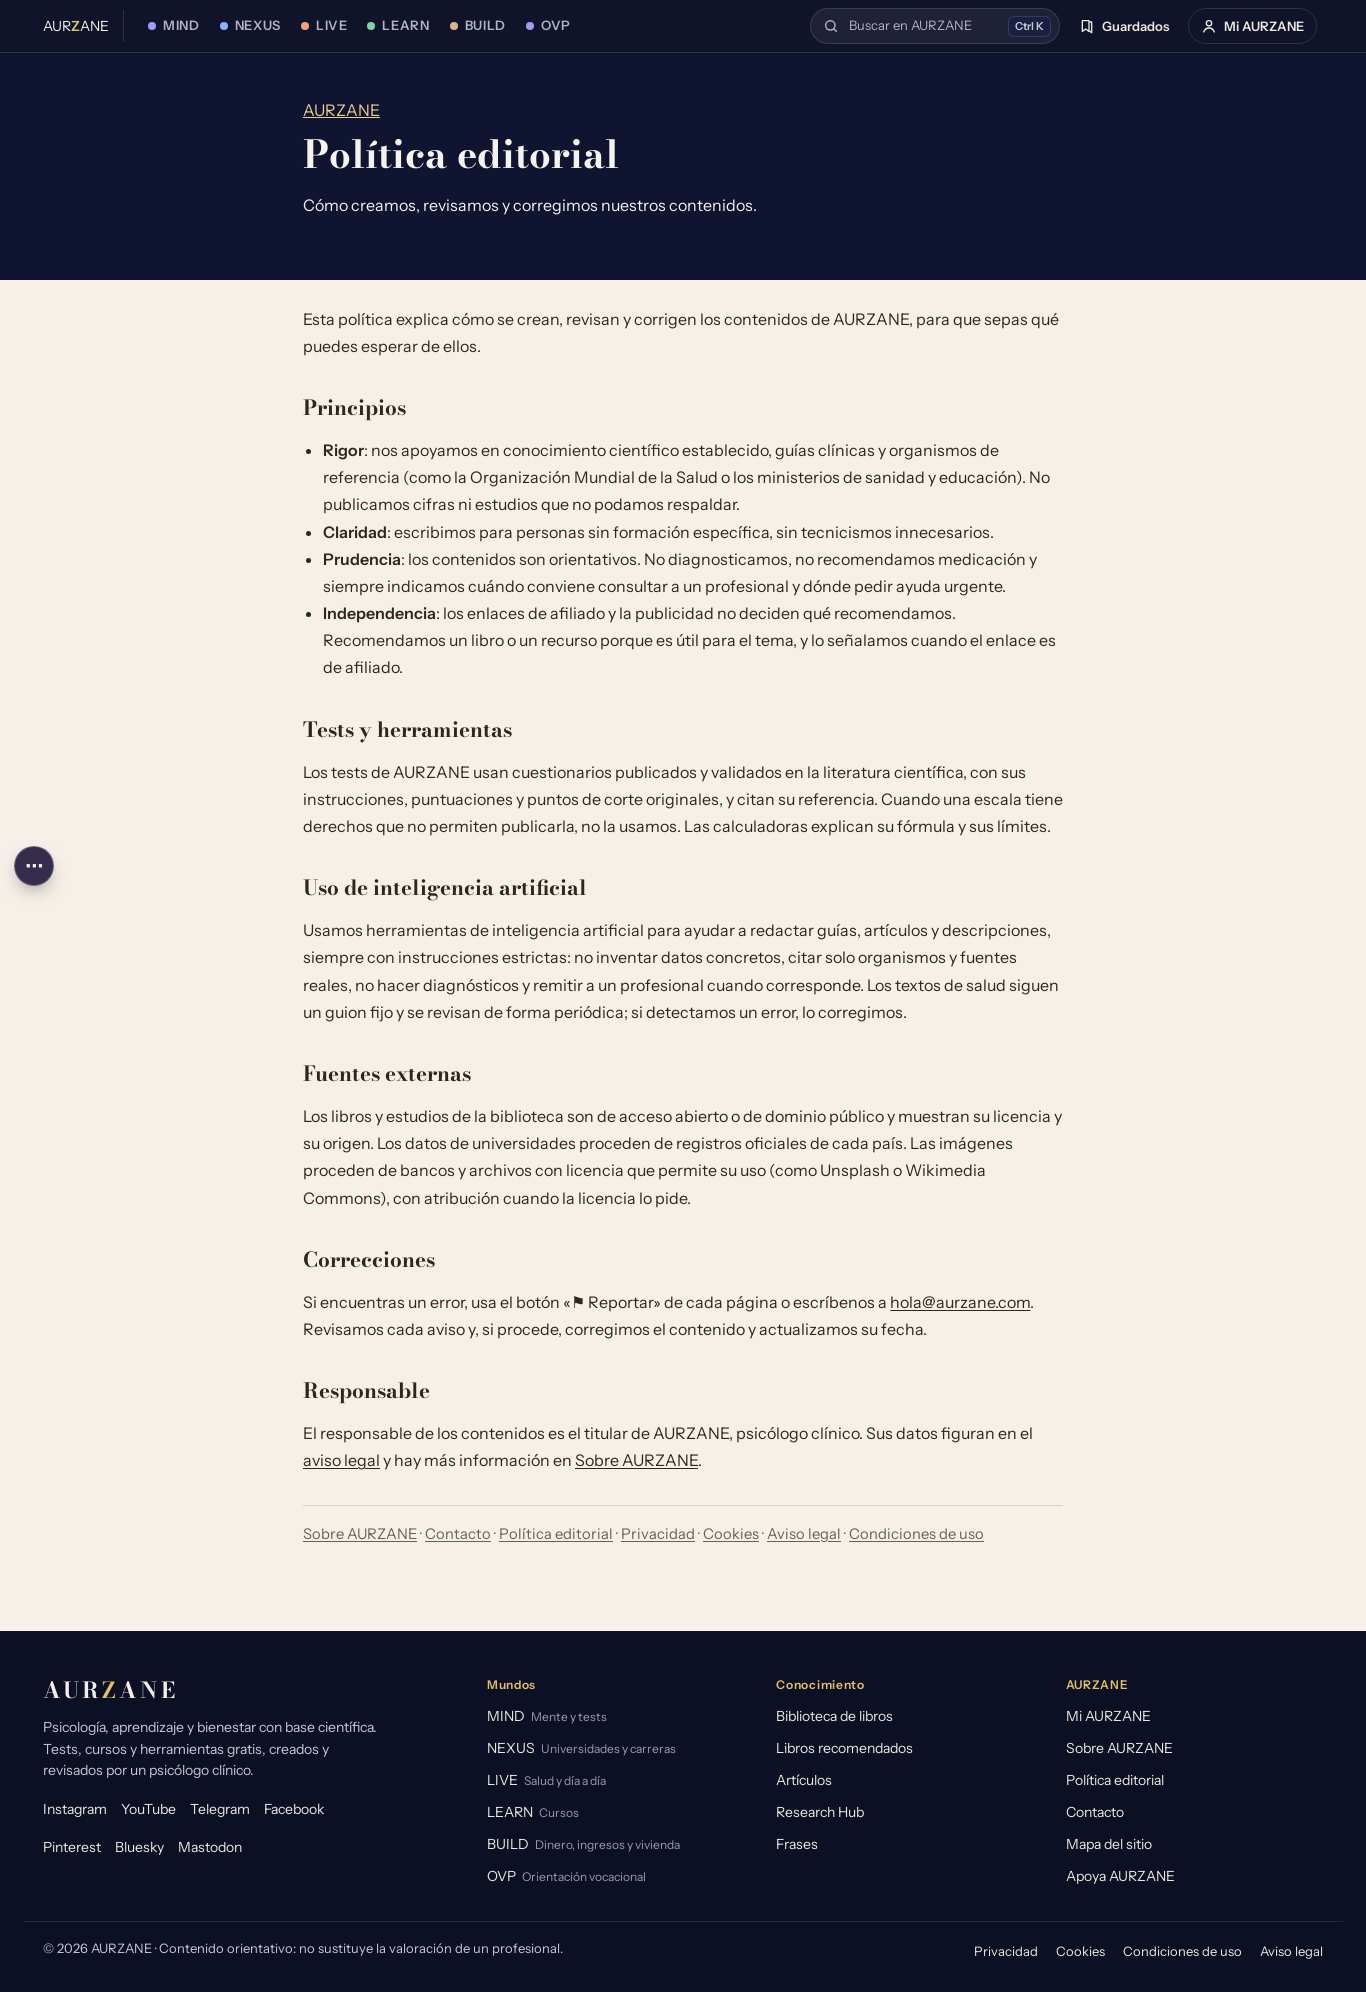 AURZANE
MIND
NEXUS
LIVE
LEARN
BUILD
OVP
Buscar en AURZANE
Ctrl K
Guardados
Mi AURZANE
AURZANE
Política editorial
Cómo creamos, revisamos y corregimos nuestros contenidos.
Esta política explica cómo se crean, revisan y corrigen los contenidos de AURZANE, para que sepas qué
puedes esperar de ellos.
Principios
• Rigor: nos apoyamos en conocimiento científico establecido, guías clínicas y organismos de
referencia (como la Organización Mundial de la Salud o los ministerios de sanidad y educación). No
publicamos cifras ni estudios que no podamos respaldar.
• Claridad: escribimos para personas sin formación específica, sin tecnicismos innecesarios.
• Prudencia: los contenidos son orientativos. No diagnosticamos, no recomendamos medicación y
siempre indicamos cuándo conviene consultar a un profesional y dónde pedir ayuda urgente.
• Independencia: los enlaces de afiliado y la publicidad no deciden qué recomendamos.
Recomendamos un libro o un recurso porque es útil para el tema, y lo señalamos cuando el enlace es
de afiliado.
Tests y herramientas
Los tests de AURZANE usan cuestionarios publicados y validados en la literatura científica, con sus
instrucciones, puntuaciones y puntos de corte originales, y citan su referencia. Cuando una escala tiene
derechos que no permiten publicarla, no la usamos. Las calculadoras explican su fórmula y sus límites.
Uso de inteligencia artificial
Usamos herramientas de inteligencia artificial para ayudar a redactar guías, artículos y descripciones,
siempre con instrucciones estrictas: no inventar datos concretos, citar solo organismos y fuentes
reales, no hacer diagnósticos y remitir a un profesional cuando corresponde. Los textos de salud siguen
un guion fijo y se revisan de forma periódica; si detectamos un error, lo corregimos.
Fuentes externas
Los libros y estudios de la biblioteca son de acceso abierto o de dominio público y muestran su licencia y
su origen. Los datos de universidades proceden de registros oficiales de cada país. Las imágenes
proceden de bancos y archivos con licencia que permite su uso (como Unsplash o Wikimedia
Commons), con atribución cuando la licencia lo pide.
Correcciones
Si encuentras un error, usa el botón «⚑ Reportar» de cada página o escríbenos a hola@aurzane.com.
Revisamos cada aviso y, si procede, corregimos el contenido y actualizamos su fecha.
Responsable
El responsable de los contenidos es el titular de AURZANE, psicólogo clínico. Sus datos figuran en el
aviso legal y hay más información en Sobre AURZANE.
Sobre AURZANE · Contacto · Política editorial · Privacidad · Cookies · Aviso legal · Condiciones de uso
AURZANE
Psicología, aprendizaje y bienestar con base científica.
Tests, cursos y herramientas gratis, creados y
revisados por un psicólogo clínico.
Instagram YouTube Telegram Facebook
Pinterest Bluesky Mastodon
Mundos
MIND Mente y tests
NEXUS Universidades y carreras
LIVE Salud y día a día
LEARN Cursos
BUILD Dinero, ingresos y vivienda
OVP Orientación vocacional
Conocimiento
Biblioteca de libros
Libros recomendados
Artículos
Research Hub
Frases
AURZANE
Mi AURZANE
Sobre AURZANE
Política editorial
Contacto
Mapa del sitio
Apoya AURZANE
© 2026 AURZANE · Contenido orientativo: no sustituye la valoración de un profesional.
Privacidad Cookies Condiciones de uso Aviso legal